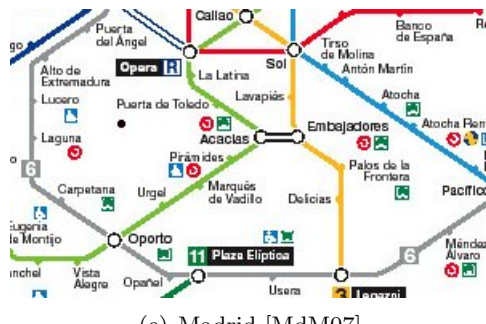 Callao
Puerta
del Ángel
Banco
de España
Tirso
de Molina
Sol
Opera R
Alto de
Extremadura
La Latina
Antón Martín
Lucero
Puerta de Toledo
Lavapiés
Atocha
Laguna
Acacias
Embajadores
Atocha Ren
Pirámides
6
Palos de la
Frontera
Carpetana
Urgel
Marqués
de Vadillo
Delicias
Pacífico
Eugenia
de Montijo
Oporto
11 Plaza Elíptica
6
Méndez
Álvaro
nchel
Vista
Alegre
Opañel
Usera
3 Legazpi
(c) Madrid [MdM07]